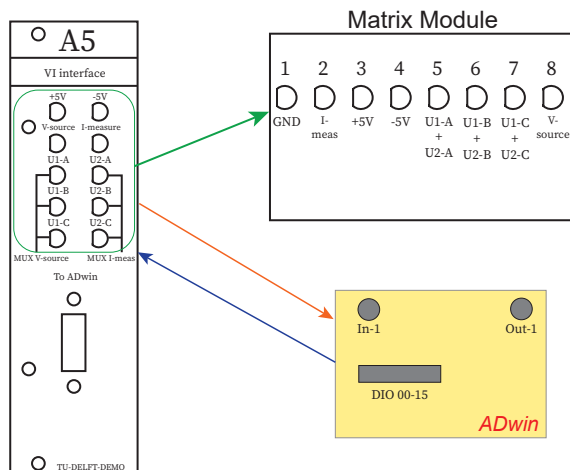 A5
VI interface
+5V -5V
V-source I-measure
U1-A U2-A
U1-B U2-B
U1-C U2-C
MUX V-source MUX I-meas
To ADwin
TU-DELFT-DEMO
Matrix Module
1 2 3 4 5 6 7 8
GND I-meas +5V -5V U1-A + U2-A U1-B + U2-B U1-C + U2-C V-source
In-1 Out-1
DIO 00-15
ADwin